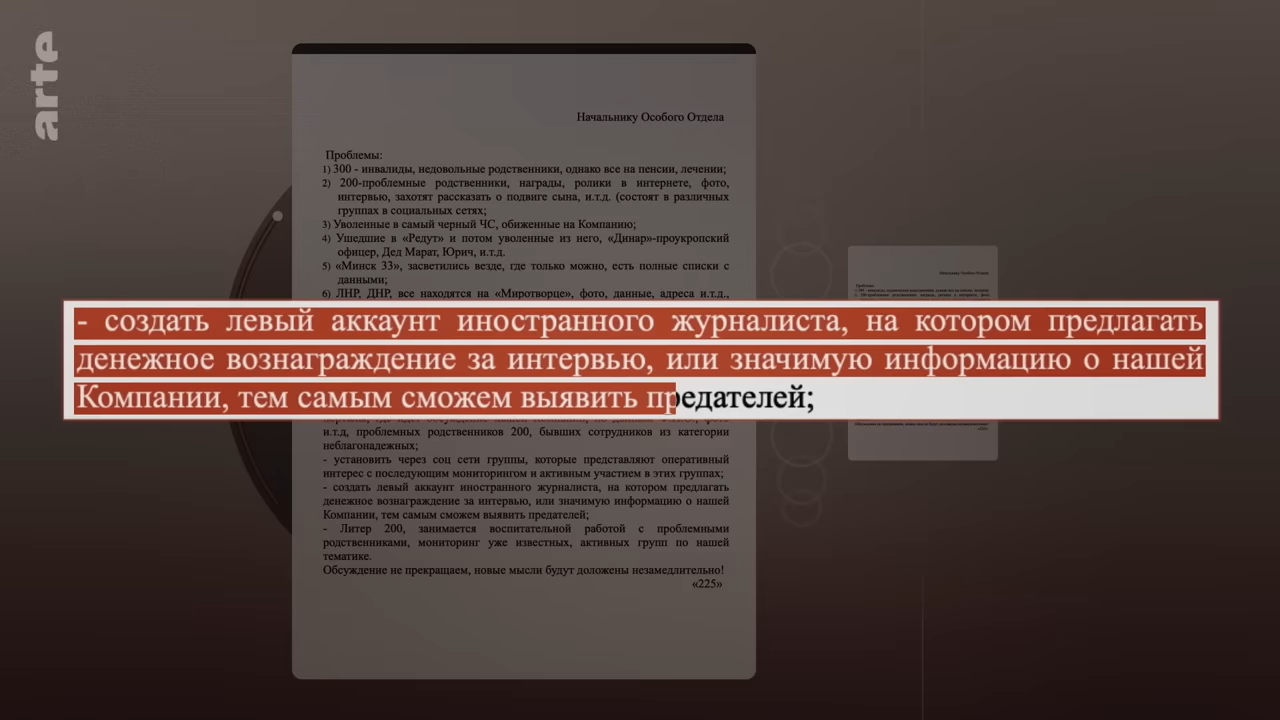 arte
Начальнику Особого Отдела
Проблемы:
1) 300 - инвалиды, недовольные родственники, однако все на пенсии, лечении;
2) 200-проблемные родственники, награды, ролики в интернете, фото,
интервью, захотят рассказать о подвиге сына, и.т.д. (состоят в различных
группах в социальных сетях;
3) Уволенные в самый черный ЧС, обиженные на Компанию;
4) Ушедшие в «Редут» и потом уволенные из него, «Динар»-проукропский
офицер, Дед Марат, Юрич, и.т.д.
5) «Минск 33», засветились везде, где только можно, есть полные списки с
данными;
6) ЛНР, ДНР, все находятся на «Миротворце», фото, данные, адреса и.т.д.,
- создать левый аккаунт иностранного журналиста, на котором предлагать
денежное вознаграждение за интервью, или значимую информацию о нашей
Компании, тем самым сможем выявить предателей;
и.т.д, проблемных родственников 200, бывших сотрудников из категории
неблагонадежных;
- установить через соц сети группы, которые представляют оперативный
интерес с последующим мониторингом и активным участием в этих группах;
- создать левый аккаунт иностранного журналиста, на котором предлагать
денежное вознаграждение за интервью, или значимую информацию о нашей
Компании, тем самым сможем выявить предателей;
- Литер 200, занимается воспитательной работой с проблемными
родственниками, мониторинг уже известных, активных групп по нашей
тематике.
Обсуждение не прекращаем, новые мысли будут доложены незамедлительно!
«225»